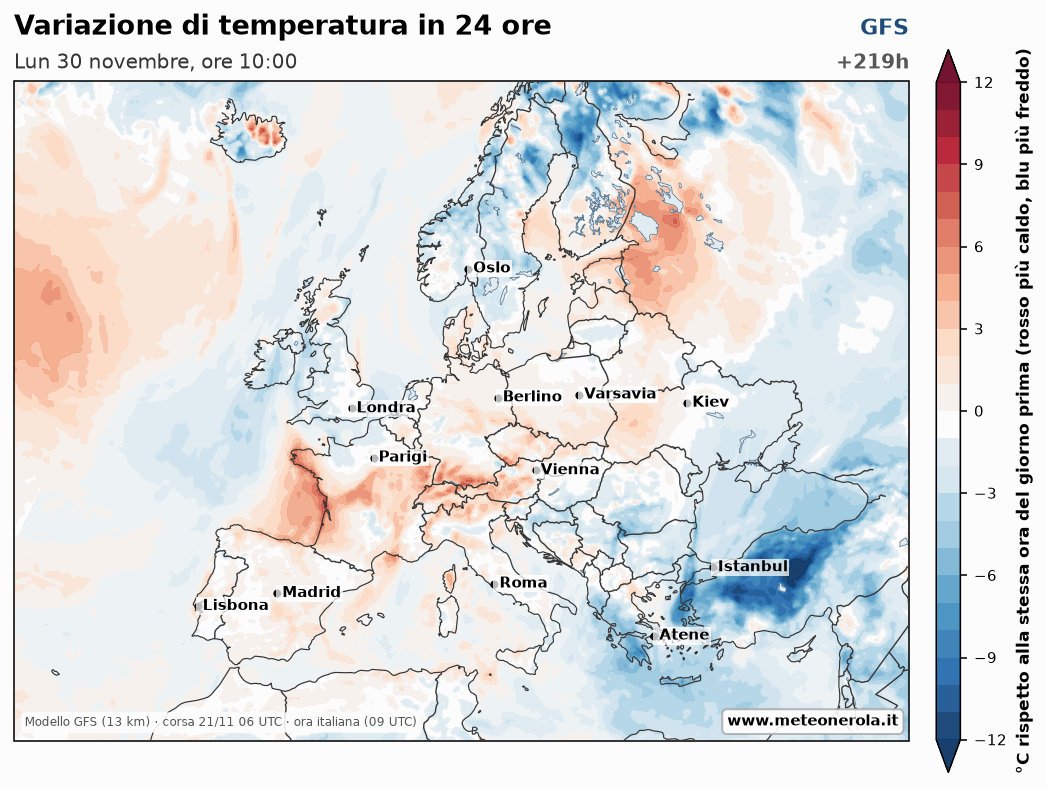 Variazione di temperatura in 24 ore
GFS
Lun 30 novembre, ore 10:00
+219h
Oslo
Londra
Berlino
Varsavia
Kiev
Parigi
Vienna
Istanbul
Roma
Madrid
Lisbona
Atene
Modello GFS (13 km) · corsa 21/11 06 UTC · ora italiana (09 UTC)
www.meteonerola.it
12
9
6
3
0
−3
−6
−9
−12
°C rispetto alla stessa ora del giorno prima (rosso più caldo, blu più freddo)